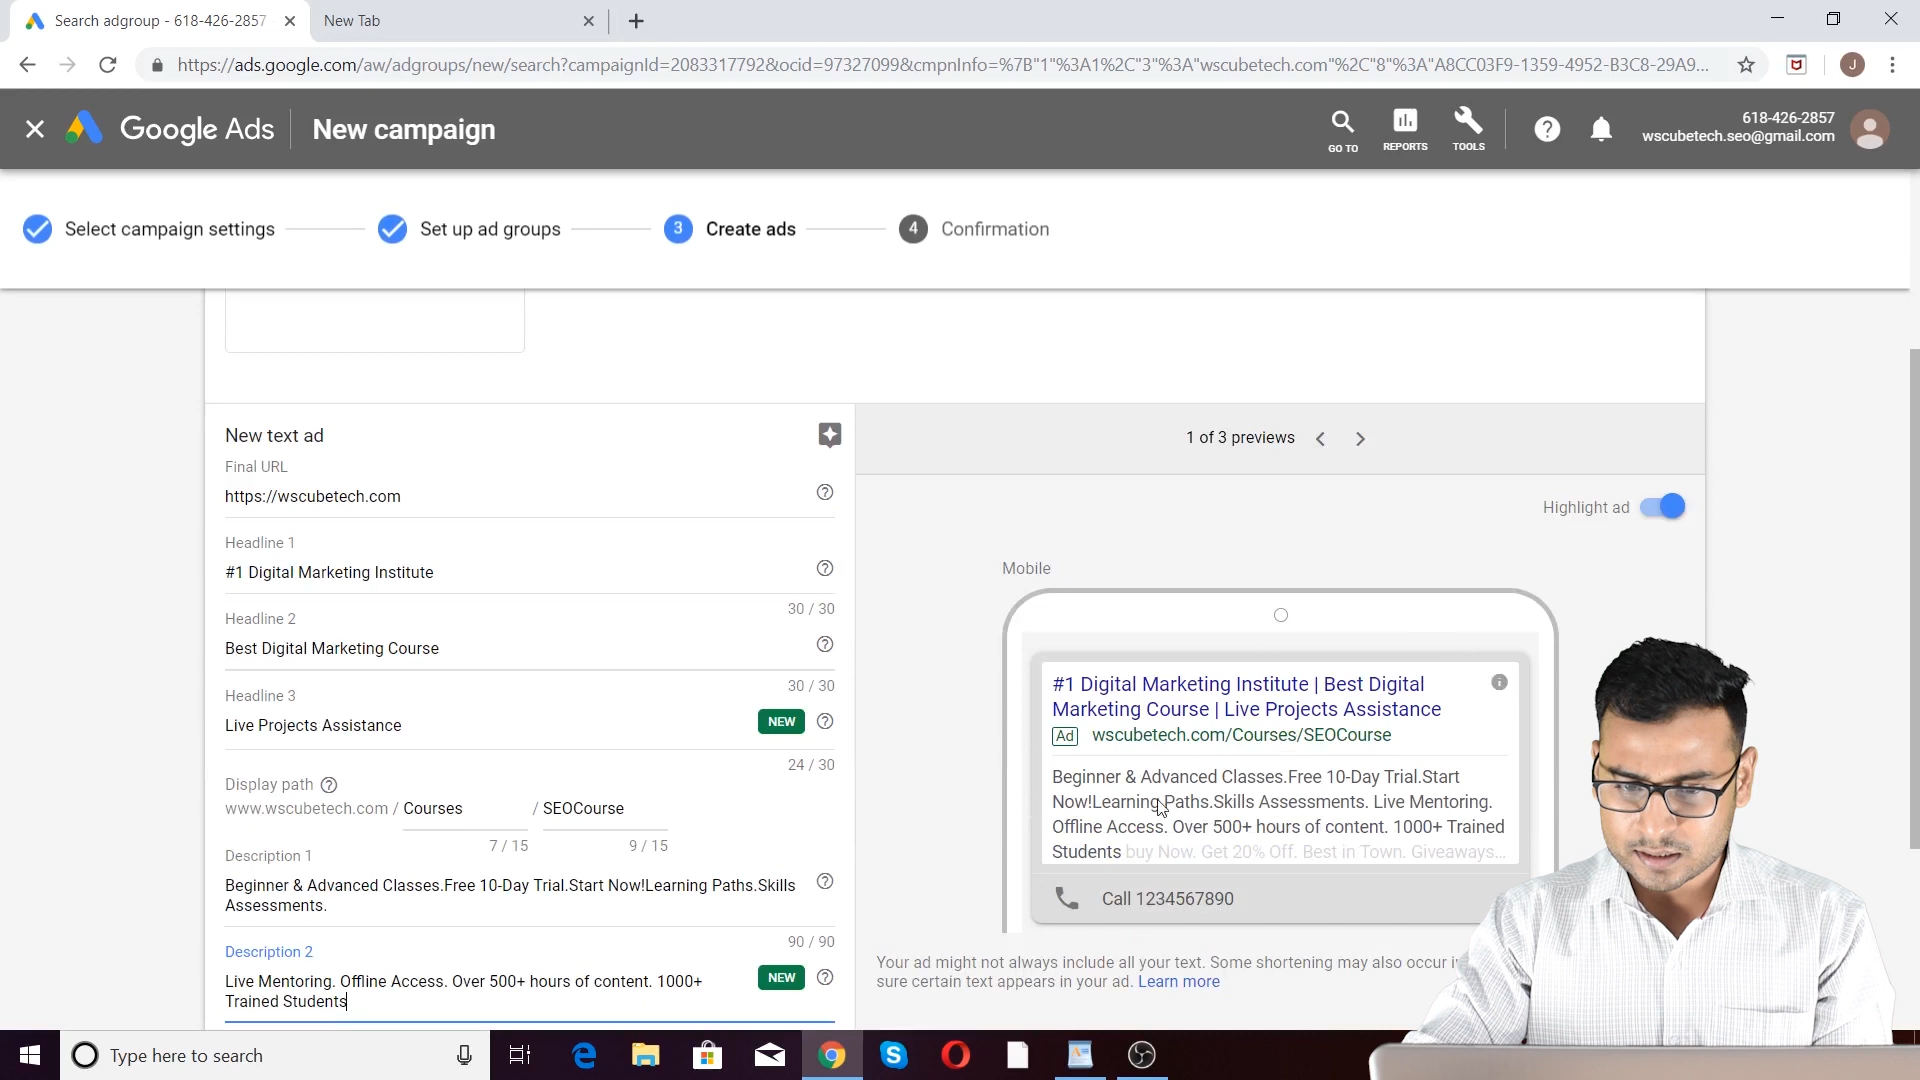 Search adgroup - 618-426-2857
New Tab
https://ads.google.com/aw/adgroups/new/search?campaignId=2083317792&ocid=97327099&cmpnInfo=%7B"1"%3A1%2C"3"%3A"wscubetech.com"%2C"8"%3A"A8CC03F9-1359-4952-B3C8-29A9...
J
Google Ads
New campaign
GO TO
REPORTS
TOOLS
618-426-2857
wscubetech.seo@gmail.com
Select campaign settings
Set up ad groups
3 Create ads
4 Confirmation
New text ad
Final URL
https://wscubetech.com
Headline 1
#1 Digital Marketing Institute
30 / 30
Headline 2
Best Digital Marketing Course
30 / 30
Headline 3
Live Projects Assistance
NEW
24 / 30
Display path
www.wscubetech.com / Courses / SEOCourse
7 / 15
9 / 15
Description 1
Beginner & Advanced Classes.Free 10-Day Trial.Start Now!Learning Paths.Skills
Assessments.
90 / 90
Description 2
Live Mentoring. Offline Access. Over 500+ hours of content. 1000+
Trained Students
NEW
1 of 3 previews
Highlight ad
Mobile
#1 Digital Marketing Institute | Best Digital
Marketing Course | Live Projects Assistance
Ad wscubetech.com/Courses/SEOCourse
Beginner & Advanced Classes.Free 10-Day Trial.Start
Now!Learning Paths.Skills Assessments. Live Mentoring.
Offline Access. Over 500+ hours of content. 1000+ Trained
Students buy Now. Get 20% Off. Best in Town. Giveaways...
Call 1234567890
Your ad might not always include all your text. Some shortening may also occur
sure certain text appears in your ad. Learn more
Type here to search